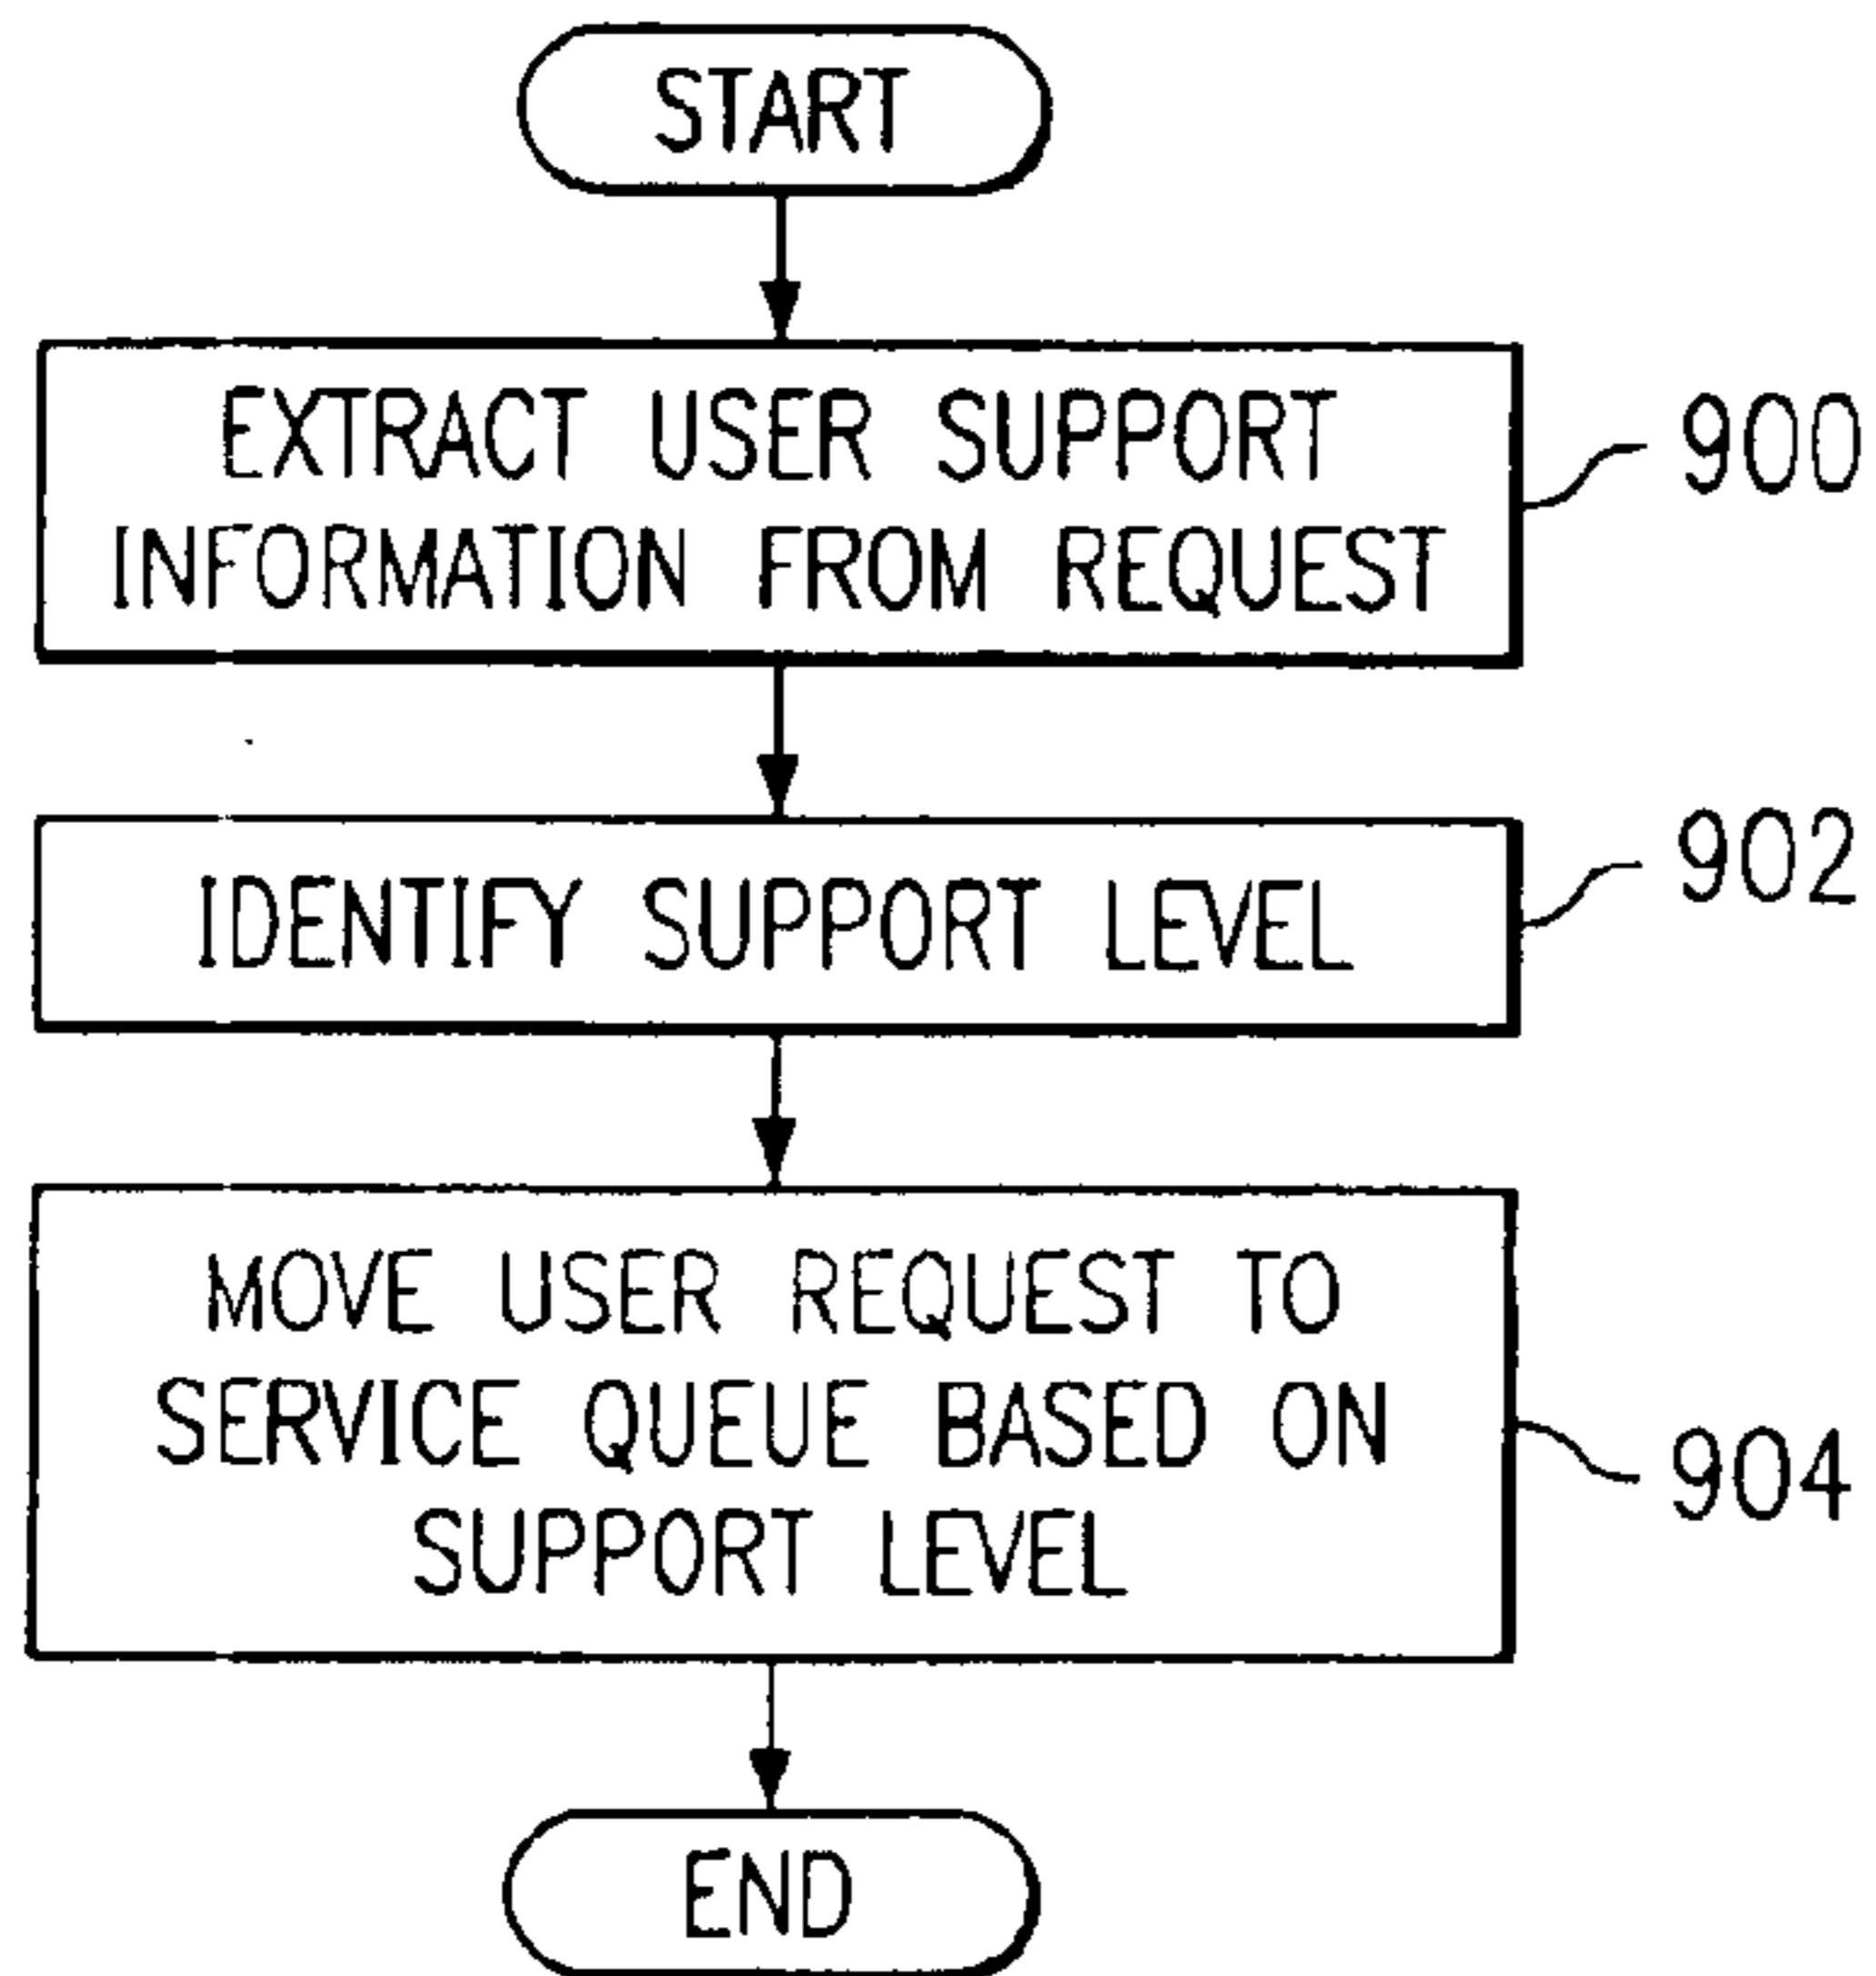 START
EXTRACT USER SUPPORT
INFORMATION FROM REQUEST
900
IDENTIFY SUPPORT LEVEL
902
MOVE USER REQUEST TO
SERVICE QUEUE BASED ON
SUPPORT LEVEL
904
END